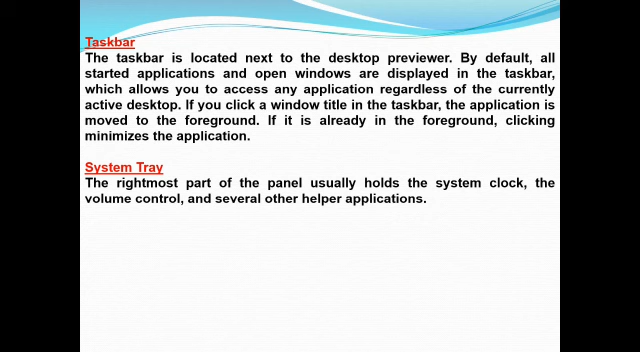 Taskbar
The taskbar is located next to the desktop previewer. By default, all
started applications and open windows are displayed in the taskbar,
which allows you to access any application regardless of the currently
active desktop. If you click a window title in the taskbar, the application is
moved to the foreground. If it is already in the foreground, clicking
minimizes the application.
System Tray
The rightmost part of the panel usually holds the system clock, the
volume control, and several other helper applications.